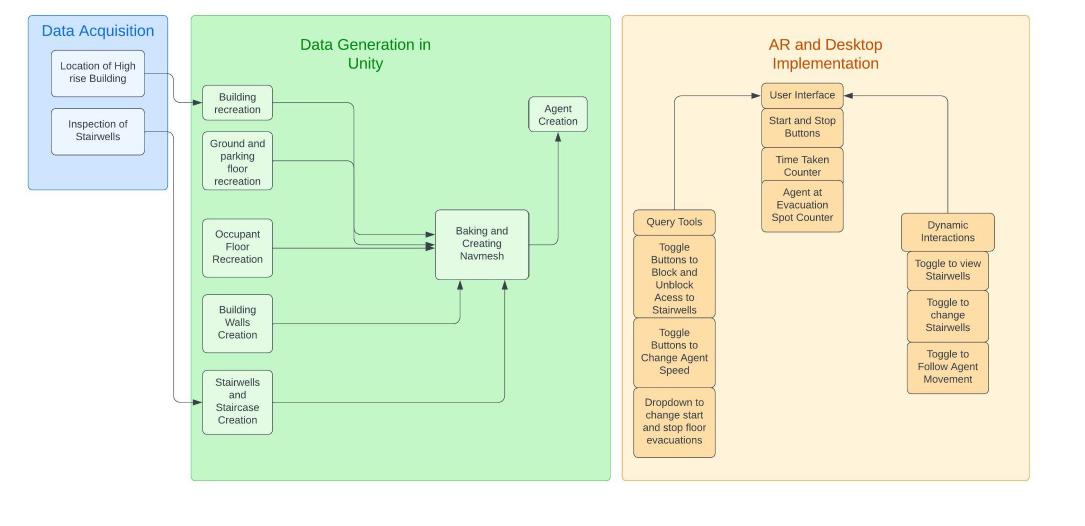 Data Acquisition
Location of High
rise Building
Inspection of
Stairwells
Data Generation in
Unity
Building
recreation
Ground and
parking
floor
recreation
Occupant
Floor
Recreation
Building
Walls
Creation
Stairwells
and
Staircase
Creation
Baking and
Creating
Navmesh
Agent
Creation
AR and Desktop
Implementation
User Interface
Start and Stop
Buttons
Time Taken
Counter
Agent at
Evacuation
Spot Counter
Query Tools
Toggle
Buttons to
Block and
Unblock
Acess to
Stairwells
Toggle
Buttons to
Change Agent
Speed
Dropdown to
change start
and stop floor
evacuations
Dynamic
Interactions
Toggle to view
Stairwells
Toggle to
change
Stairwells
Toggle to
Follow Agent
Movement